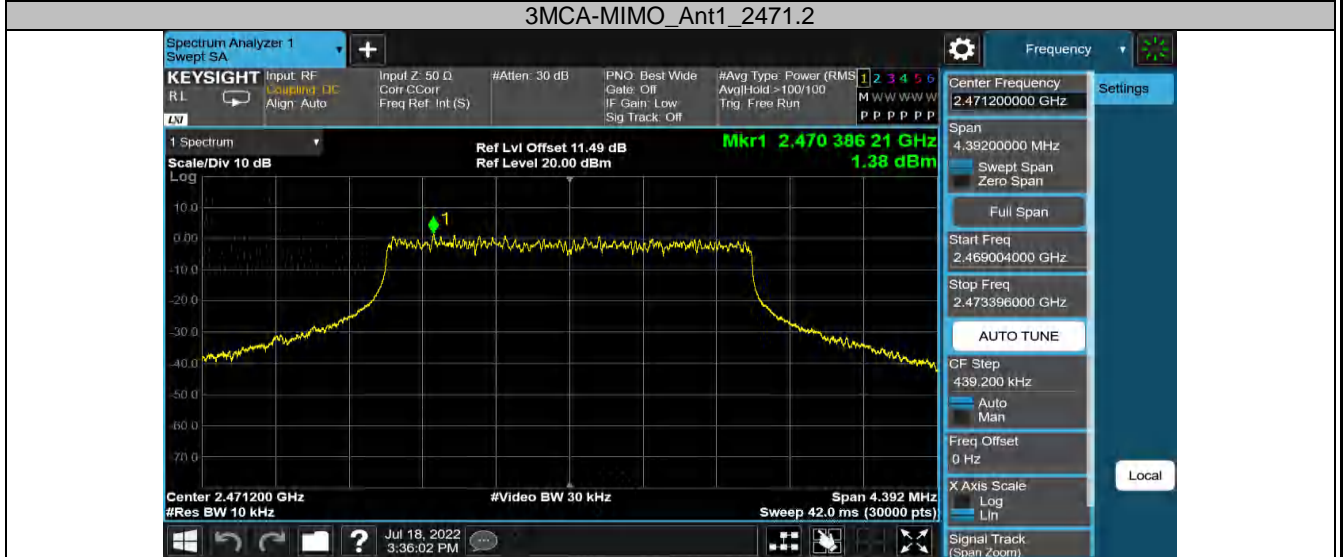 3MCA-MIMO_Ant1_2471.2
Spectrum Analyzer 1
Swept SA
+
Frequency
KEYSIGHT
R L
LXI
Input: RF
Coupling: DC
Align: Auto
Input Z: 50 Ω
Corr CCorr
Freq Ref: Int (S)
#Atten: 30 dB
PNO: Best Wide
Gate: Off
IF Gain: Low
Sig Track: Off
#Avg Type: Power (RMS
Avg|Hold >100/100
Trig: Free Run
1 2 3 4 5 6
M W W W W W
P P P P P P
1 Spectrum
Scale/Div 10 dB
Log
Ref Lvl Offset 11.49 dB
Ref Level 20.00 dBm
Mkr1 2.470 386 21 GHz
1.38 dBm
1
10.0
0.00
-10.0
-20.0
-30.0
-40.0
-50.0
-60.0
-70.0
Center 2.471200 GHz
#Res BW 10 kHz
#Video BW 30 kHz
Span 4.392 MHz
Sweep 42.0 ms (30000 pts)
?
Jul 18, 2022
3:36:02 PM
Center Frequency
2.471200000 GHz
Settings
Span
4.39200000 MHz
Swept Span
Zero Span
Full Span
Start Freq
2.469004000 GHz
Stop Freq
2.473396000 GHz
AUTO TUNE
CF Step
439.200 kHz
Auto
Man
Freq Offset
0 Hz
X Axis Scale
Log
Lin
Local
Signal Track
(Span Zoom)